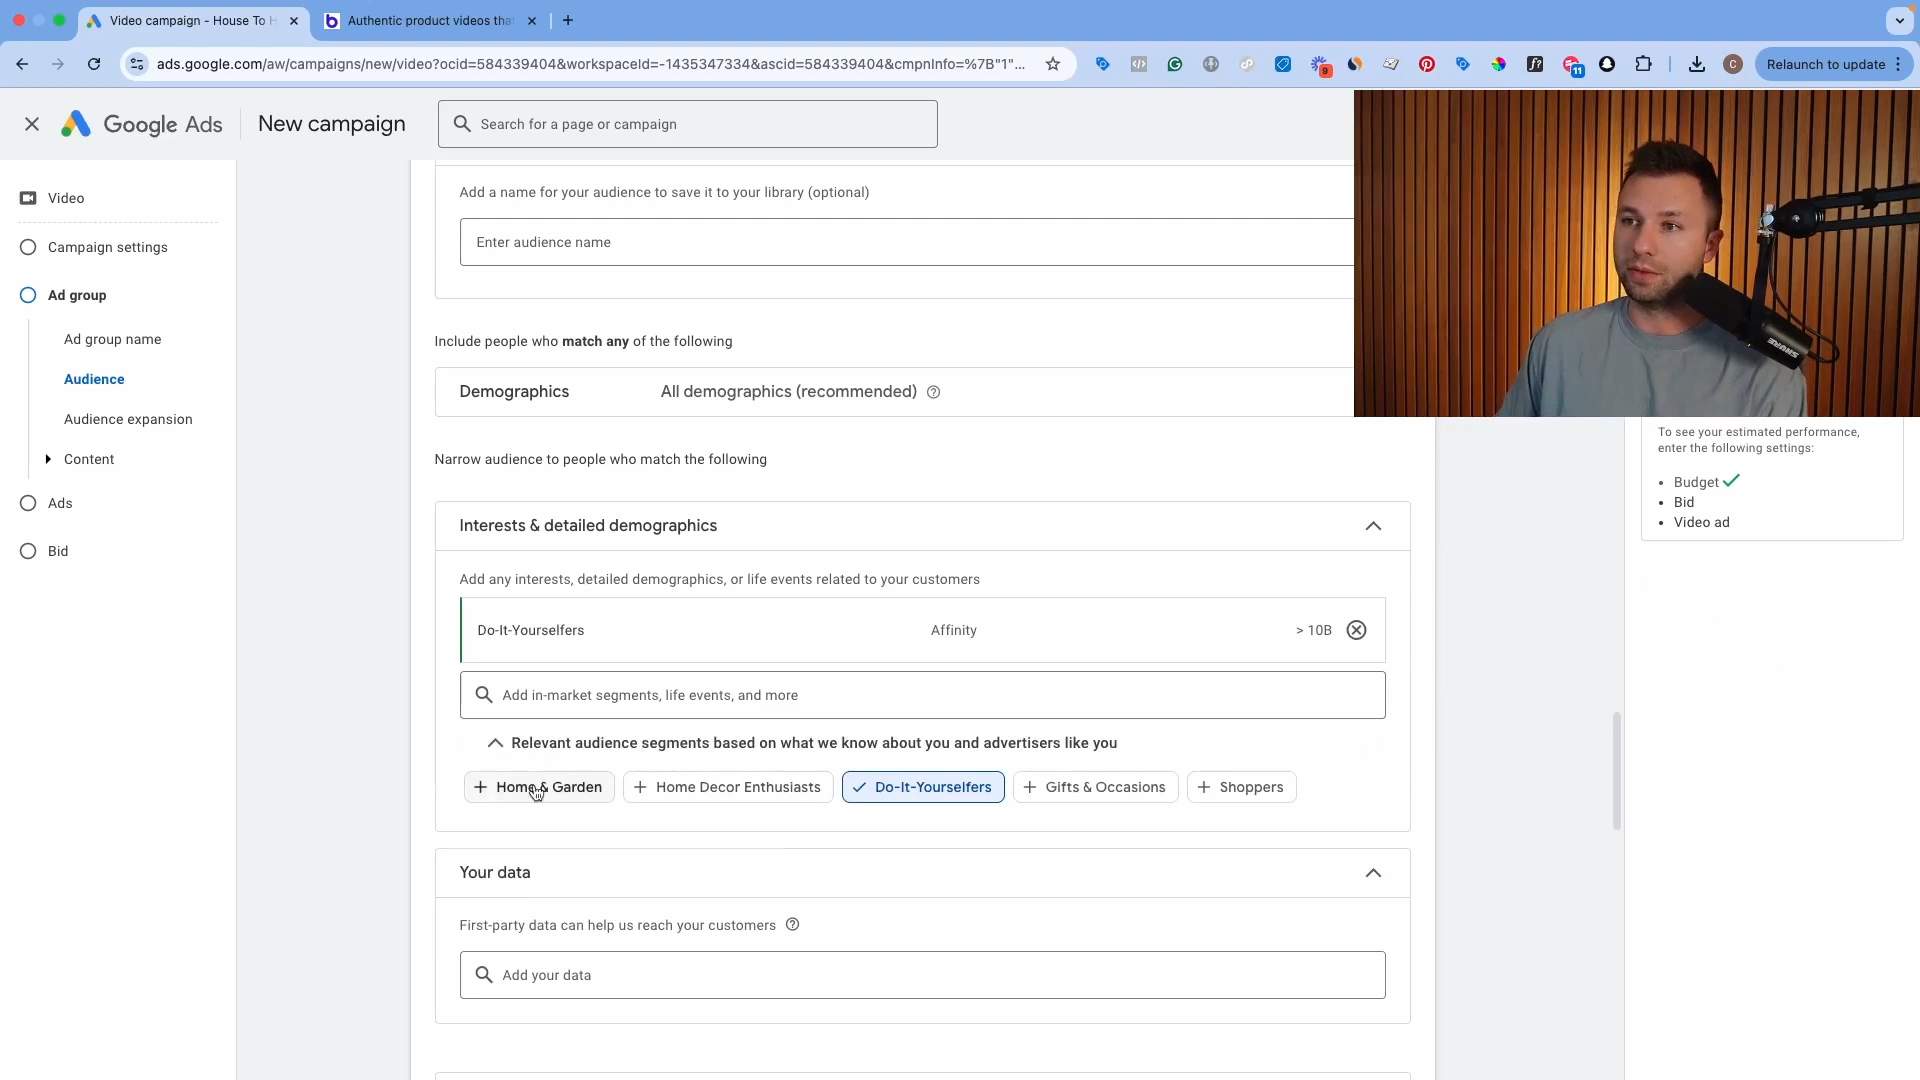 Video campaign - House To H
Authentic product videos tha
ads.google.com/aw/campaigns/new/video?ocid=584339404&workspaceId=-1435347334&ascid=584339404&cmpnInfo=%7B"1"...
9
f?
11
C
Relaunch to update
Google Ads
New campaign
Search for a page or campaign
Video
Campaign settings
Ad group
Ad group name
Audience
Audience expansion
Content
Ads
Bid
Add a name for your audience to save it to your library (optional)
Enter audience name
Include people who match any of the following
Demographics
All demographics (recommended)
Narrow audience to people who match the following
Interests & detailed demographics
Add any interests, detailed demographics, or life events related to your customers
Do-It-Yourselfers
Affinity
> 10B
Add in-market segments, life events, and more
Relevant audience segments based on what we know about you and advertisers like you
Home & Garden
Home Decor Enthusiasts
Do-It-Yourselfers
Gifts & Occasions
Shoppers
Your data
First-party data can help us reach your customers
Add your data
SHURE
To see your estimated performance,
enter the following settings:
• Budget
• Bid
• Video ad